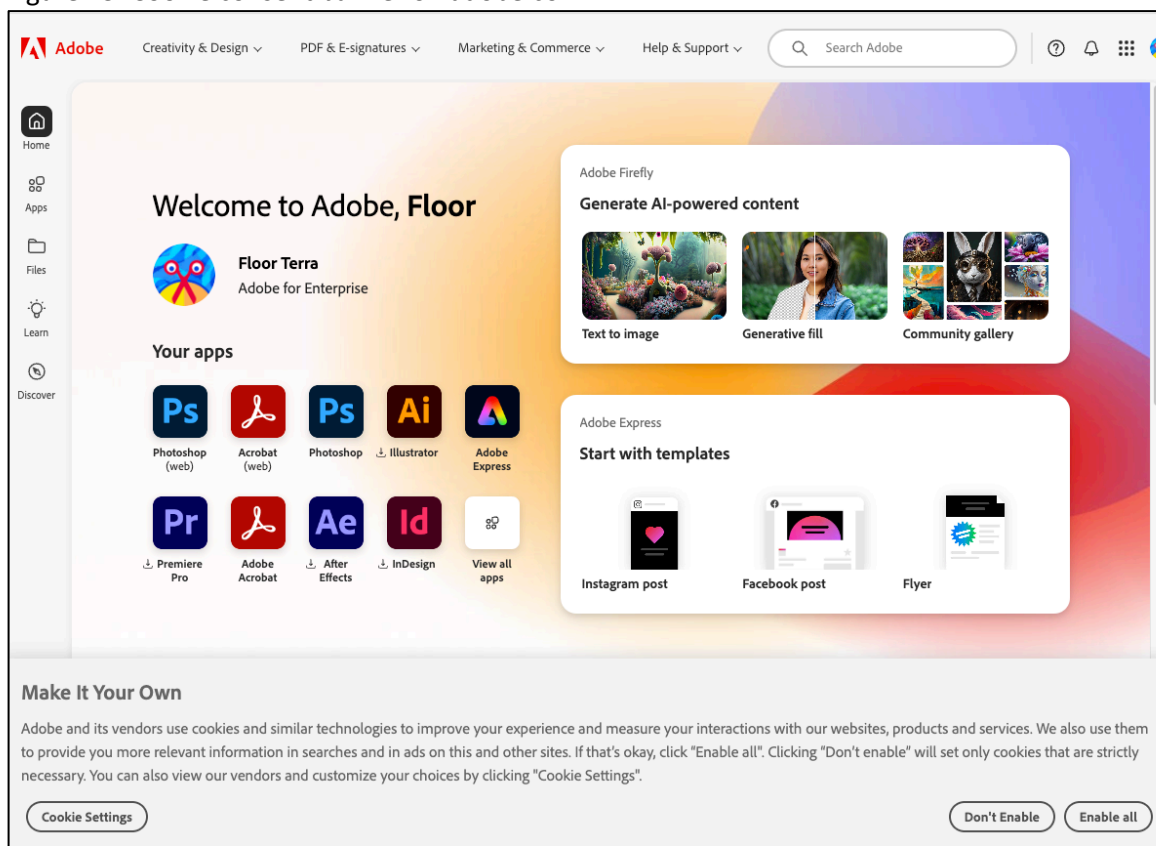 Adobe
Creativity & Design
PDF & E-signatures
Marketing & Commerce
Help & Support
Search Adobe
Home
Apps
Files
Learn
Discover
Welcome to Adobe, Floor
Floor Terra
Adobe for Enterprise
Your apps
Ps
Ps
Ai
Photoshop
(web)
Acrobat
(web)
Photoshop
Illustrator
Adobe
Express
Pr
Ae
Id
Premiere
Pro
Adobe
Acrobat
After
Effects
InDesign
View all
apps
Adobe Firefly
Generate AI-powered content
Text to image
Generative fill
Community gallery
Adobe Express
Start with templates
Instagram post
Facebook post
Flyer
Make It Your Own
Adobe and its vendors use cookies and similar technologies to improve your experience and measure your interactions with our websites, products and services. We also use them
to provide you more relevant information in searches and in ads on this and other sites. If that's okay, click "Enable all". Clicking "Don't enable" will set only cookies that are strictly
necessary. You can also view our vendors and customize your choices by clicking "Cookie Settings".
Cookie Settings
Don't Enable
Enable all